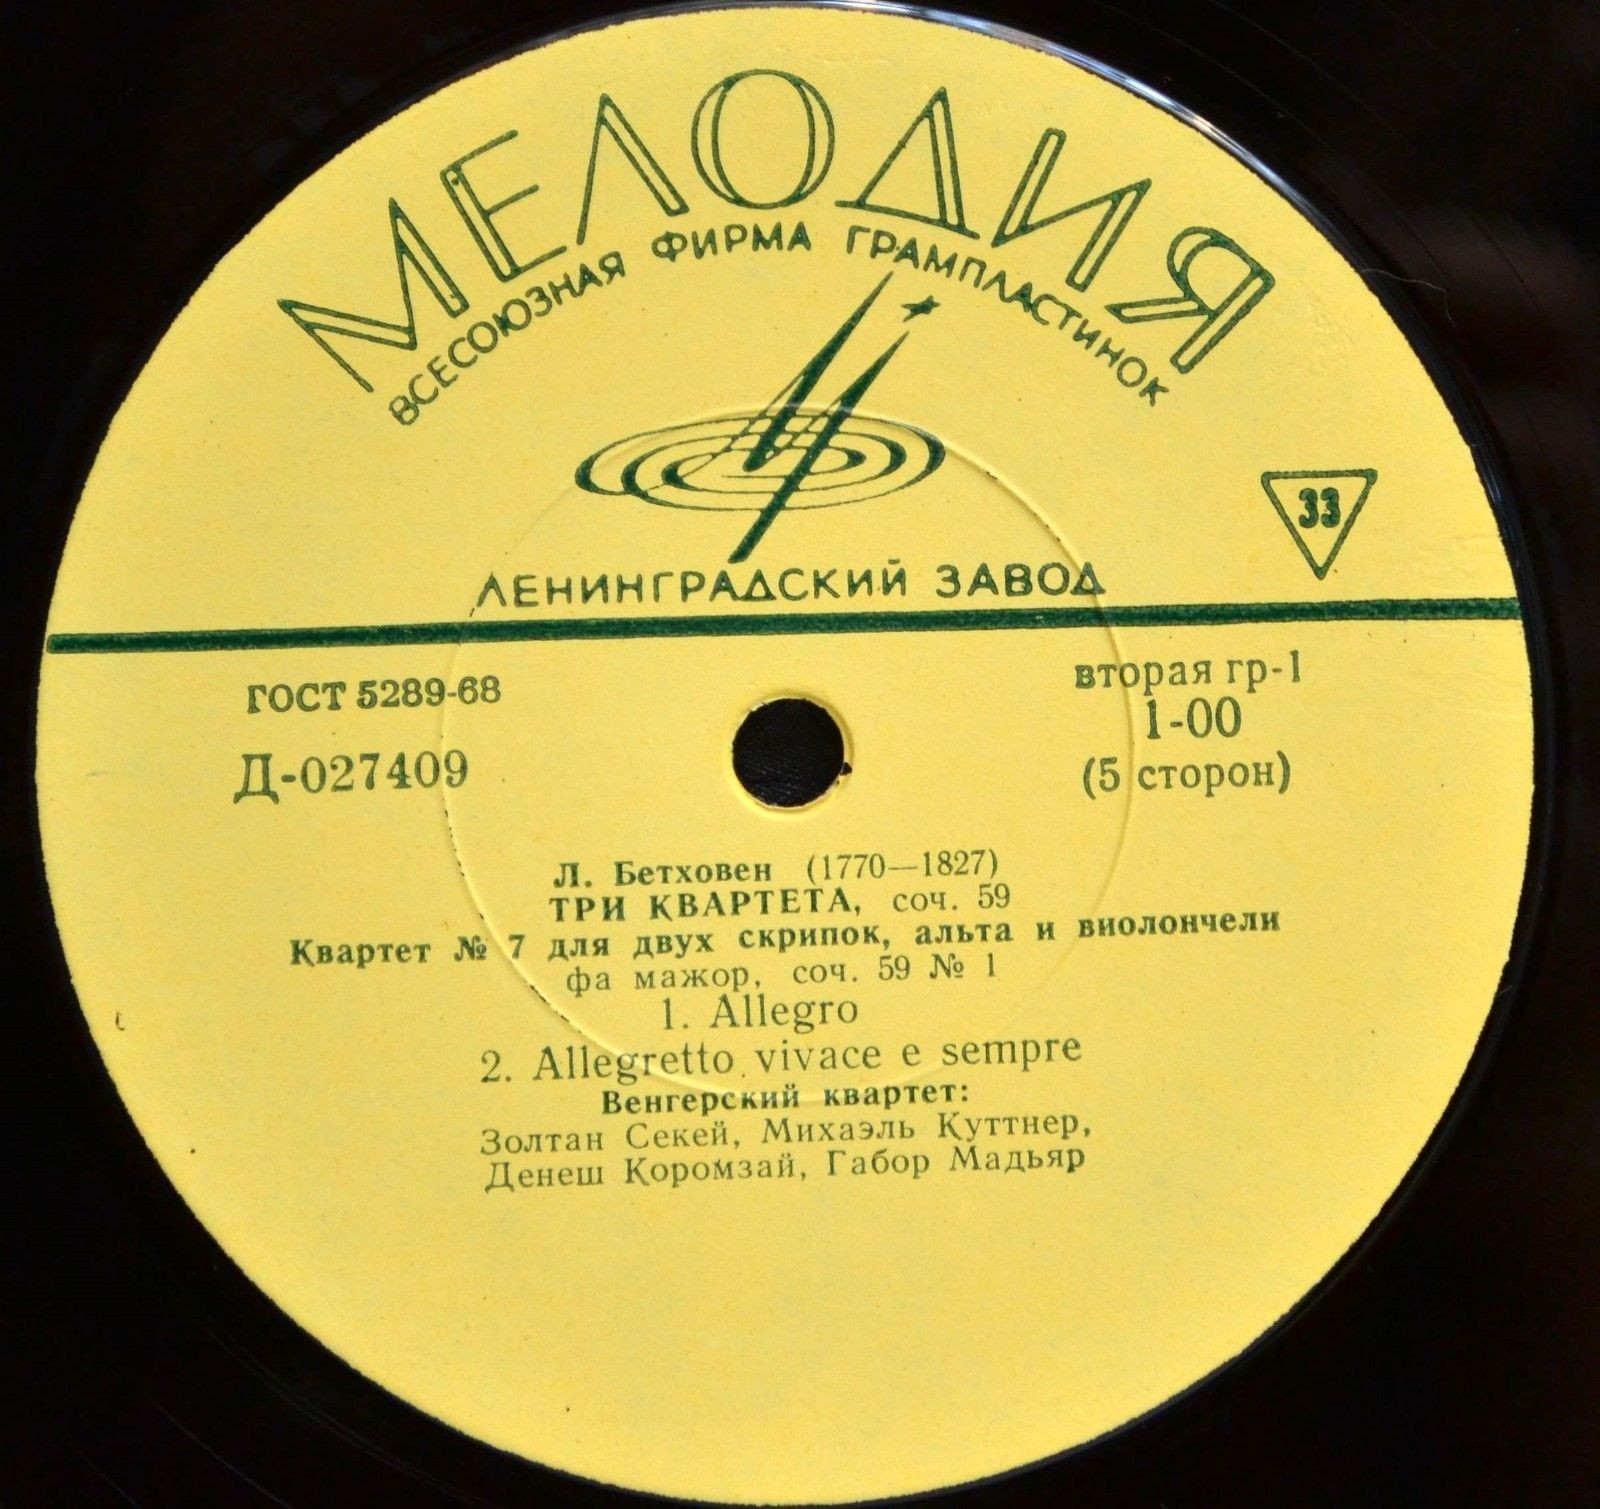 МЕЛОДИЯ
ВСЕСОЮЗНАЯ ФИРМА ГРАМПЛАСТИНОК
33
ЛЕНИНГРАДСКИЙ ЗАВОД
ГОСТ 5289-68
вторая гр-1
Д-027409
1-00
(5 сторон)
Л. Бетховен (1770—1827)
ТРИ КВАРТЕТА, соч. 59
Квартет № 7 для двух скрипок, альта и виолончели
фа мажор, соч. 59 № 1
1. Allegro
2. Allegretto vivace e sempre
Венгерский квартет:
Золтан Секей, Михаэль Куттнер,
Денеш Коромзай, Габор Мадьяр